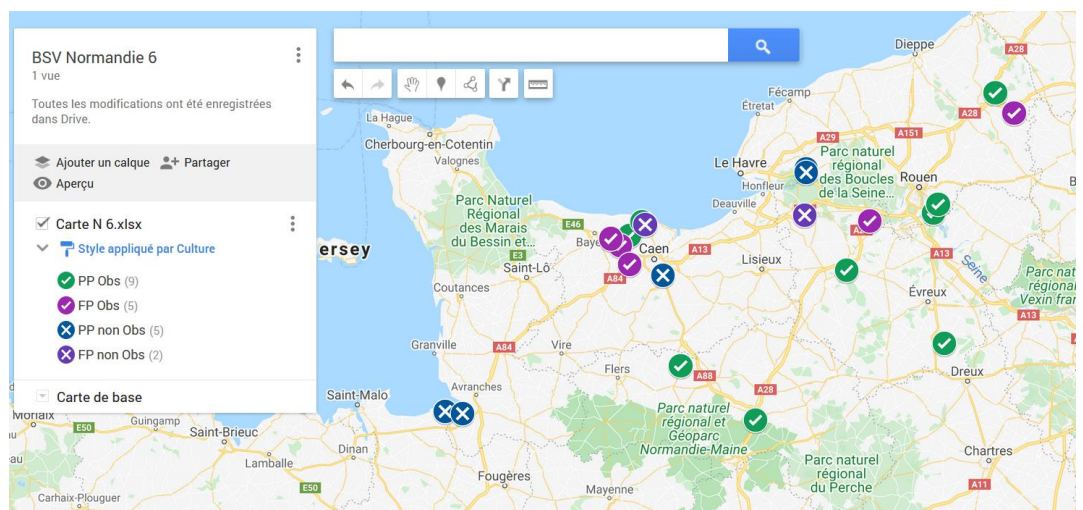 BSV Normandie 6
1 vue
Toutes les modifications ont été enregistrées
dans Drive.
Ajouter un calque
Partager
Aperçu
Carte N 6.xlsx
Style appliqué par Culture
PP Obs (9)
FP Obs (5)
PP non Obs (5)
FP non Obs (2)
Carte de base
Dieppe
A28
Fécamp
Étretat
A28
A151
A29
La Hague
Cherbourg-en-Cotentin
Valognes
Le Havre
Parc naturel
régional
des Boucles
de la Seine...
Rouen
Honfleur
Deauville
Parc Naturel
Régional
des Marais
du Bessin et...
E46
Caen
A13
Lisieux
A13
Seine
ersey
E3
Saint-Lô
A84
Coutances
Évreux
Parc nat
régional
Vexin fran
A13
Granville
A84
Vire
Flers
A88
A28
Dreux
Avranches
Saint-Malo
Parc naturel
régional et
Géoparc
Normandie-Maine
Morlaix
E50
Guingamp
Saint-Brieuc
Dinan
Lamballe
Fougères
E50
Mayenne
Parc naturel
régional
du Perche
Chartres
A11
Carhaix-Plouguer